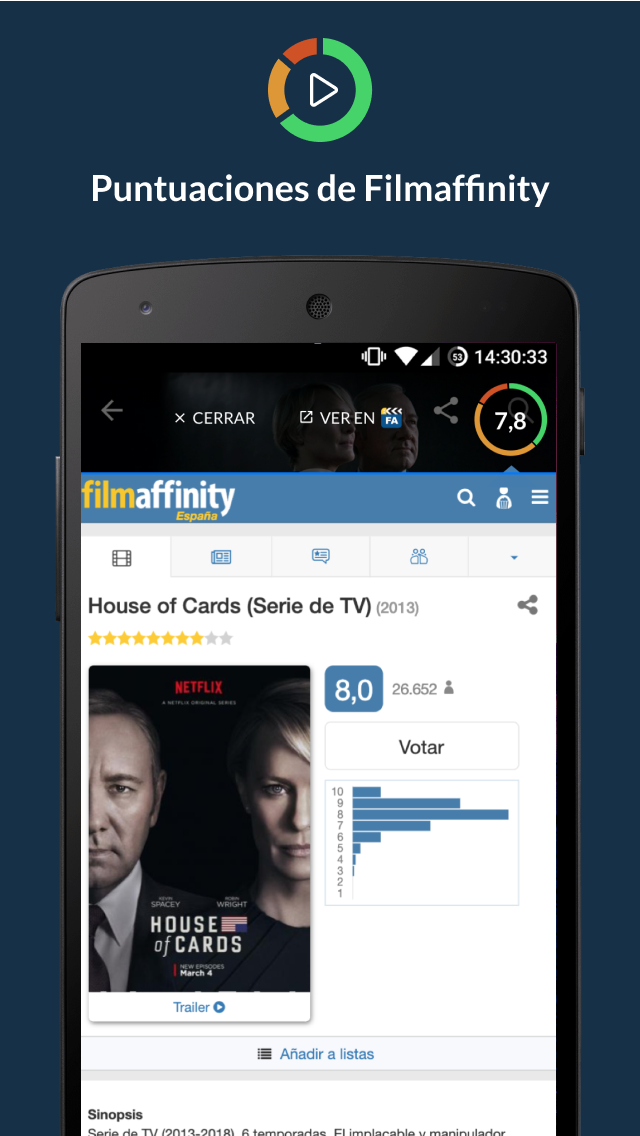 Puntuaciones de Filmaffinity
53 14:30:33
× CERRAR VER EN FA 7,8
filmaffinity
España
House of Cards (Serie de TV) (2013)
NETFLIX
A NETFLIX ORIGINAL SERIES
8,0 26.652
Votar
10
9
8
7
6
5
4
3
2
1
KEVIN SPACEY ROBIN WRIGHT
HOUSE
of CARDS
NEW EPISODES
March 4
Trailer
Añadir a listas
Sinopsis
Serie de TV (2013-2018). 6 temporadas. El implacable y manipulador